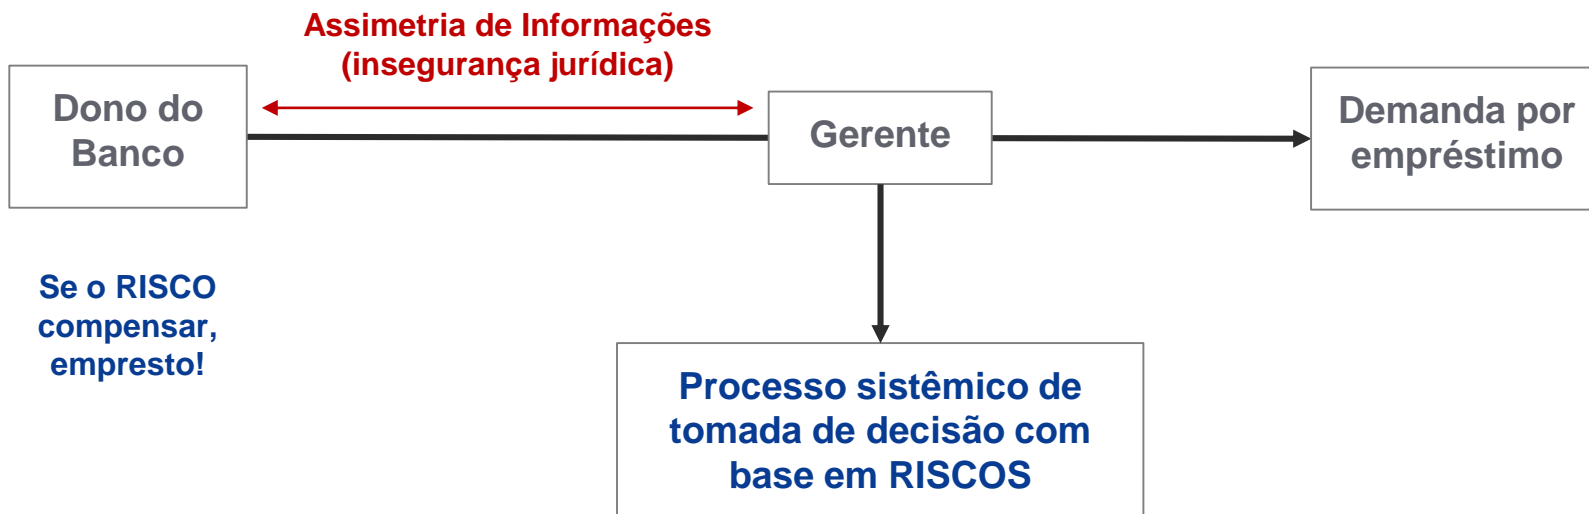 Assimetria de Informações
(insegurança jurídica)
Dono do
Banco
Gerente
Demanda por
empréstimo
Se o RISCO
compensar,
empresto!
Processo sistêmico de
tomada de decisão com
base em RISCOS